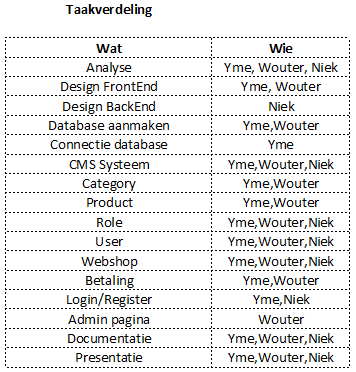 Taakverdeling
Wat Wie
Analyse Yme, Wouter, Niek
Design FrontEnd Yme, Wouter
Design BackEnd Niek
Database aanmaken Yme,Wouter
Connectie database Yme
CMS Systeem Yme,Wouter,Niek
Category Yme,Wouter
Product Yme,Wouter
Role Yme,Wouter,Niek
User Yme,Wouter,Niek
Webshop Yme,Wouter,Niek
Betaling Yme,Wouter
Login/Register Yme,Niek
Admin pagina Wouter
Documentatie Yme,Wouter,Niek
Presentatie Yme,Wouter,Niek